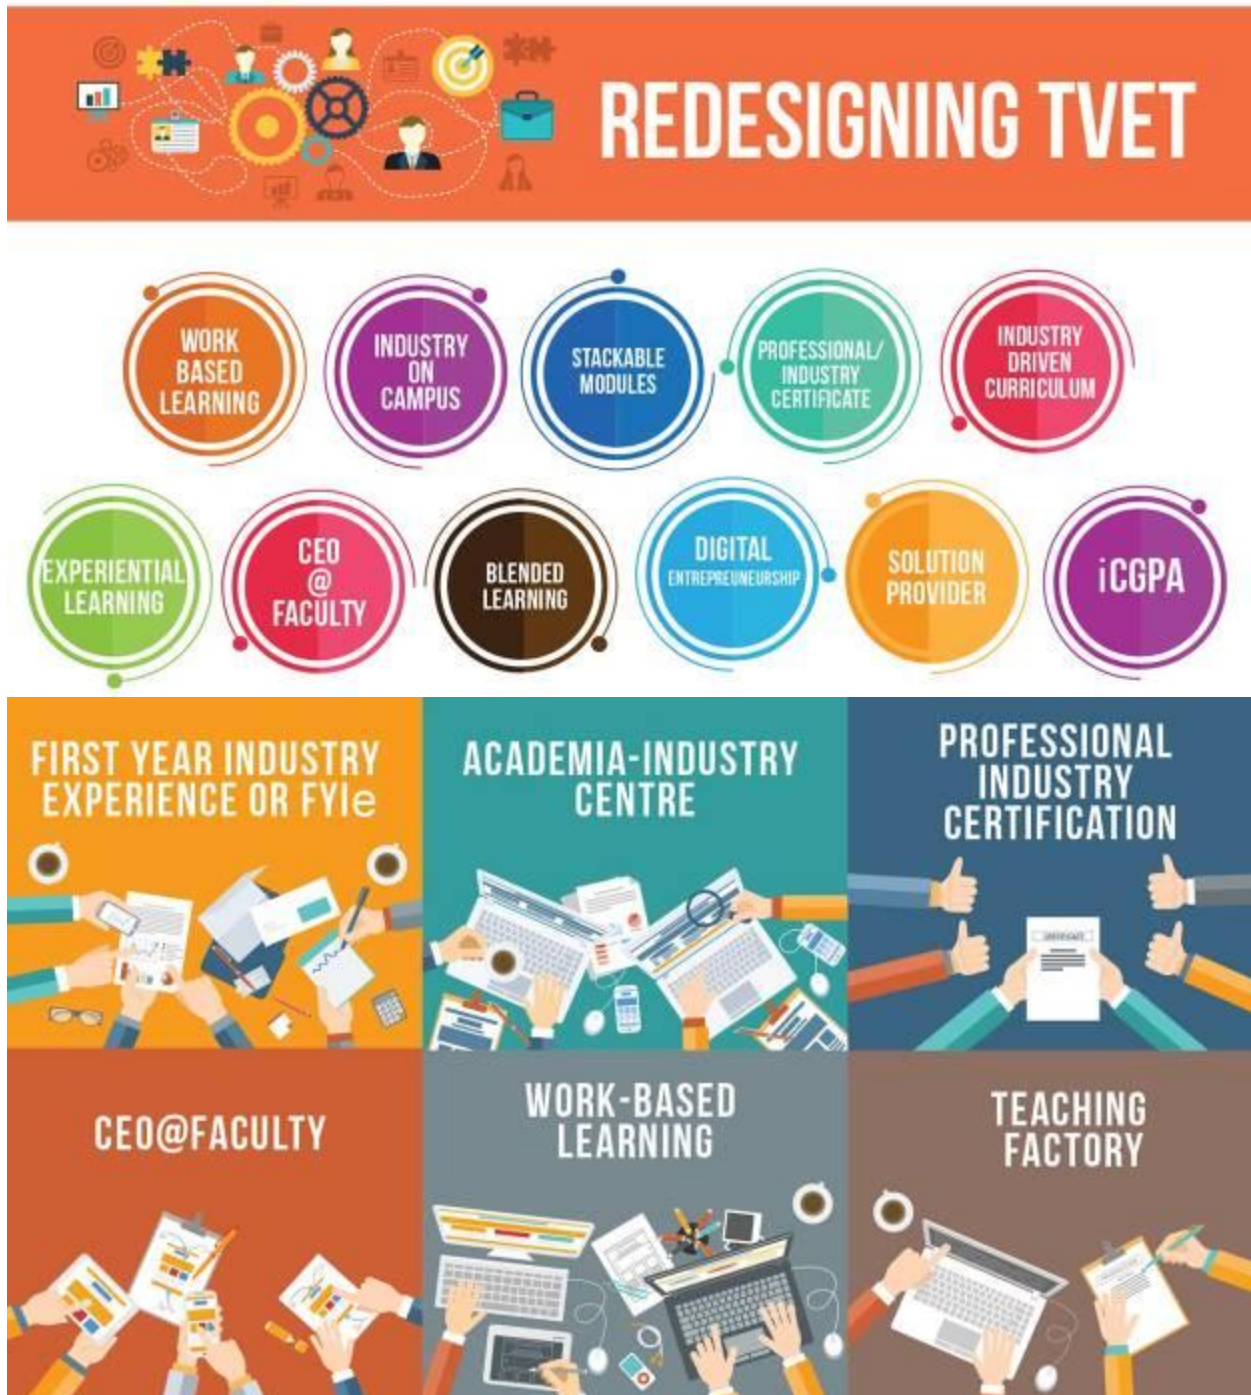 REDESIGNING TVET
WORK
BASED
LEARNING
INDUSTRY
ON
CAMPUS
STACKABLE
MODULES
PROFESSIONAL/
INDUSTRY
CERTIFICATE
INDUSTRY
DRIVEN
CURRICULUM
EXPERIENTIAL
LEARNING
CEO
@
FACULTY
BLENDED
LEARNING
DIGITAL
ENTREPREUNEURSHIP
SOLUTION
PROVIDER
iCGPA
FIRST YEAR INDUSTRY
EXPERIENCE OR FYIe
ACADEMIA-INDUSTRY
CENTRE
PROFESSIONAL
INDUSTRY
CERTIFICATION
CERTIFICATE
CEO@FACULTY
WORK-BASED
LEARNING
TEACHING
FACTORY